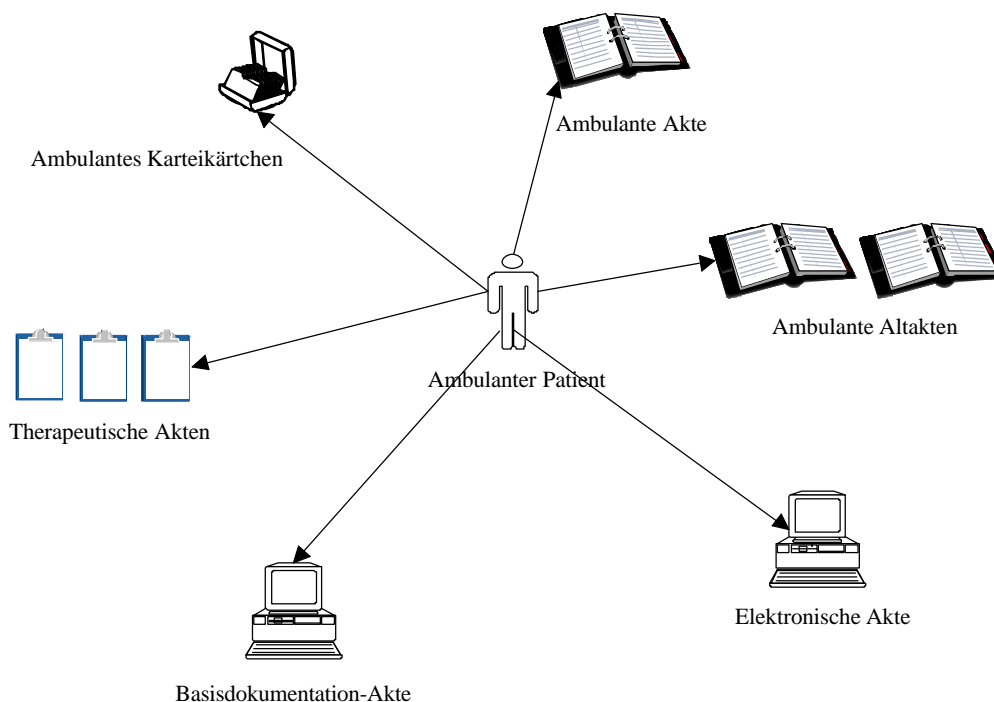 Ambulante Akte
Ambulantes Karteikärtchen
Ambulante Altakten
Ambulanter Patient
Therapeutische Akten
Elektronische Akte
Basisdokumentation-Akte